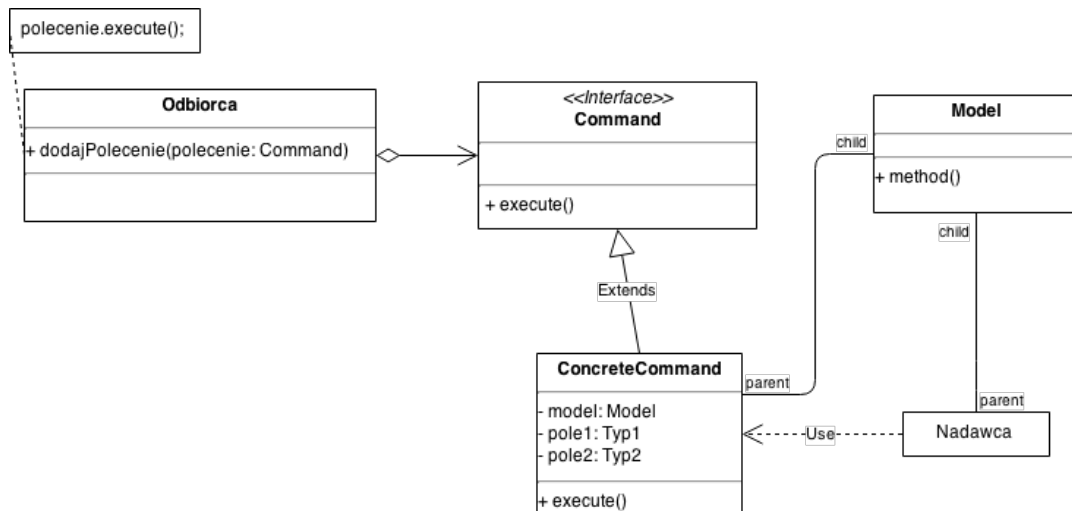 polecenie.execute();
Odbiorca
+ dodajPolecenie(polecenie: Command)
<<Interface>>
Command
+ execute()
Model
+ method()
child
child
Extends
ConcreteCommand
- model: Model
- pole1: Typ1
- pole2: Typ2
+ execute()
parent
parent
Use
Nadawca